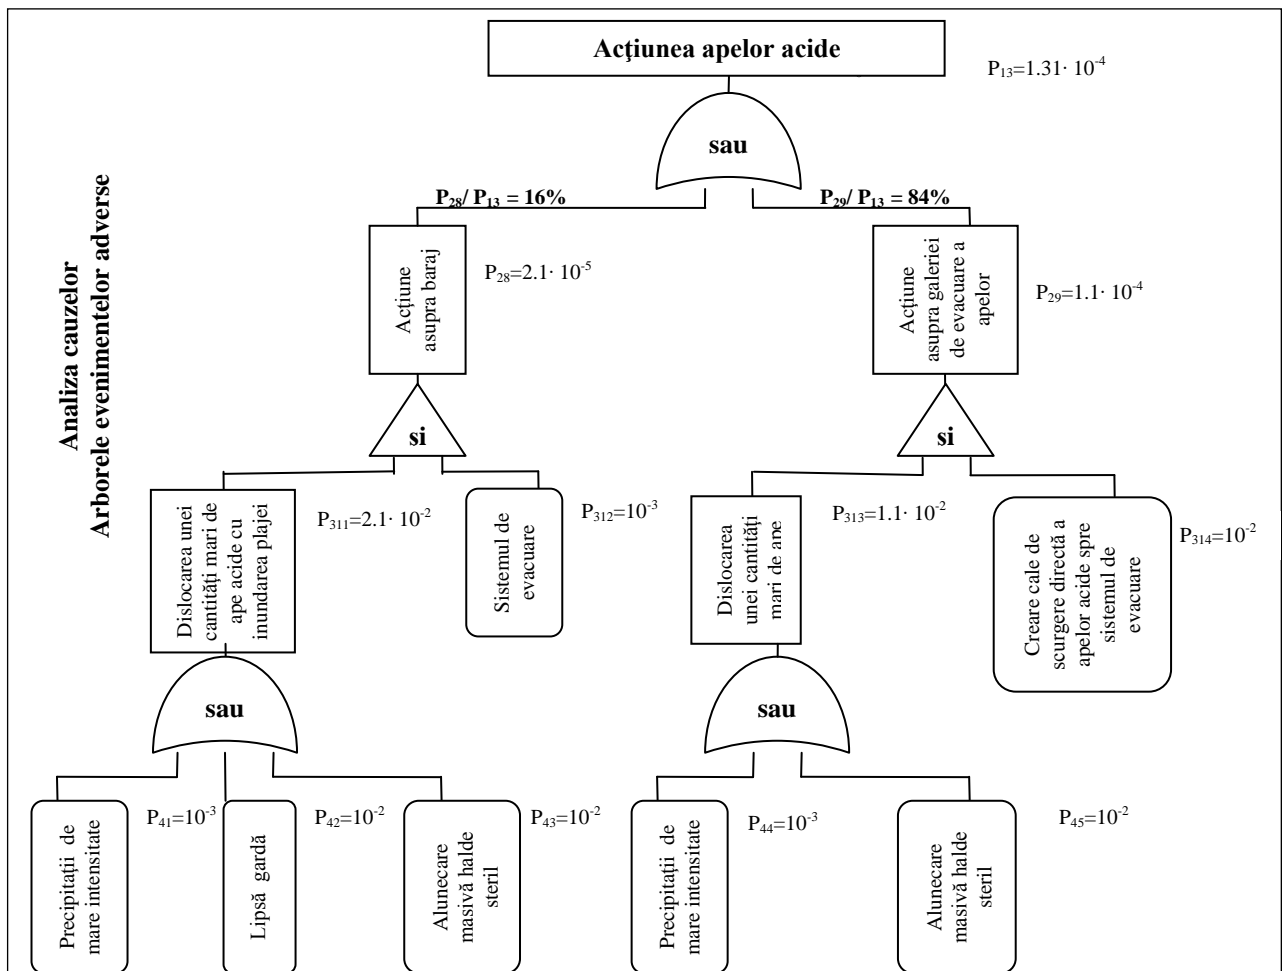 Acţiunea apelor acide
P13=1.31· 10-4
sau
Analiza cauzelor
Arborele evenimentelor adverse
P28/ P13 = 16%
P29/ P13 = 84%
Acţiune
asupra baraj
P28=2.1· 10-5
Acţiune
asupra galeriei
de evacuare a
apelor
P29=1.1· 10-4
si
si
Dislocarea unei
cantităţi mari de
ape acide cu
inundarea plajei
P311=2.1· 10-2
Sistemul de
evacuare
P312=10-3
Dislocarea
unei cantităţi
mari de ape
P313=1.1· 10-2
Creare cale de
scurgere directă a
apelor acide spre
sistemul de
evacuare
P314=10-2
sau
sau
Precipitaţii de
mare intensitate
P41=10-3
Lipsă gardă
P42=10-2
Alunecare
masivă halde
steril
P43=10-2
Precipitaţii de
mare intensitate
P44=10-3
Alunecare
masivă halde
steril
P45=10-2